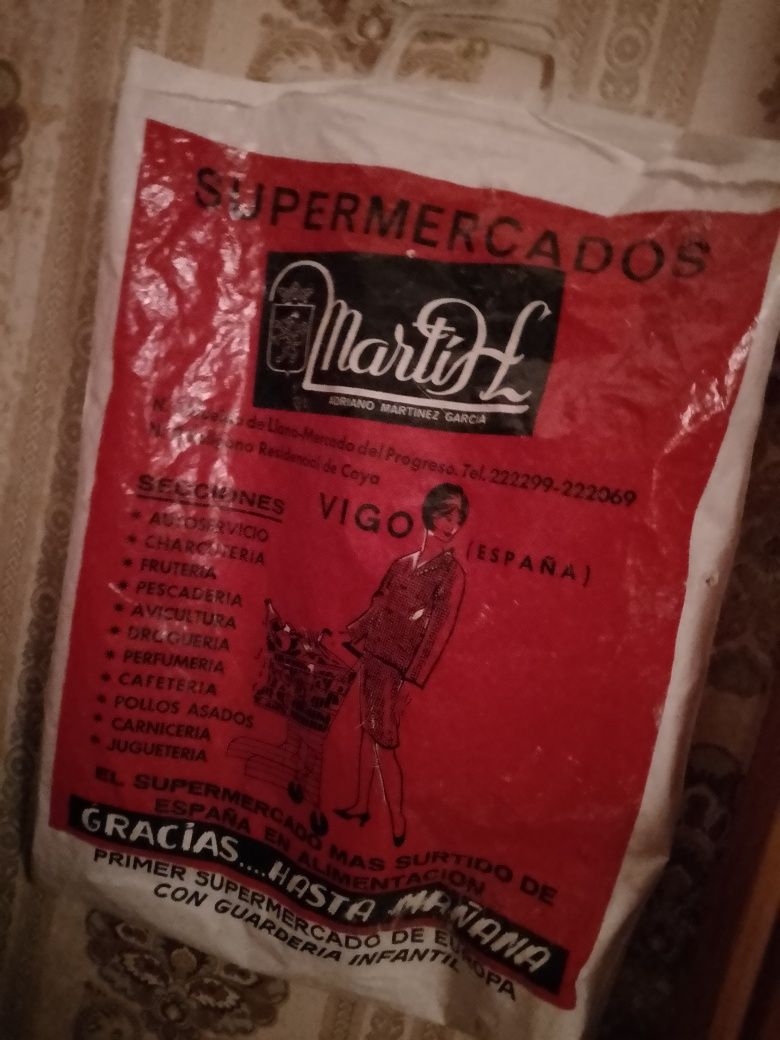 SUPERMERCADOS
MartiH
ADRIANO MARTINEZ GARCIA
de Llano-Mercado del Progreso. Tel. 222299-222069
Residencial de Coya
SECCIONES
VIGO
(ESPAÑA)
* AUTOSERVICIO
* CHARCUTERIA
* FRUTERIA
* PESCADERIA
* AVICULTURA
* DROGUERIA
* PERFUMERIA
* CAFETERIA
* POLLOS ASADOS
* CARNICERIA
* JUGUETERIA
EL SUPERMERCADO MAS SURTIDO DE
ESPAÑA EN ALIMENTACION
GRACÍAS....HASTA MAÑANA
PRIMER SUPERMERCADO DE EUROPA
CON GUARDERIA INFANTIL